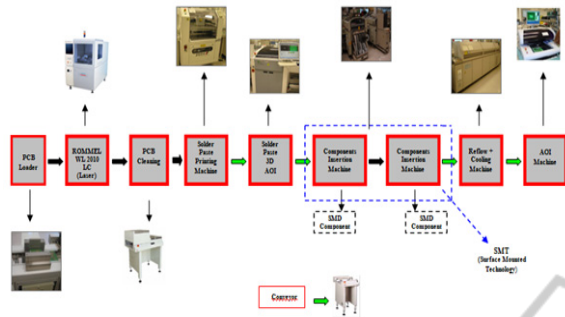 PCB
Loader
ROMMEL
WL 2010
LC
(Laser)
PCB
Cleaning
Solder
Paste
Printing
Machine
Solder
Paste
3D
AOI
Components
Insertion
Machine
Components
Insertion
Machine
Reflow +
Cooling
Machine
AOI
Machine
SMD
Component
SMD
Component
SMT
(Surface Mounted
Technology)
Conveyor